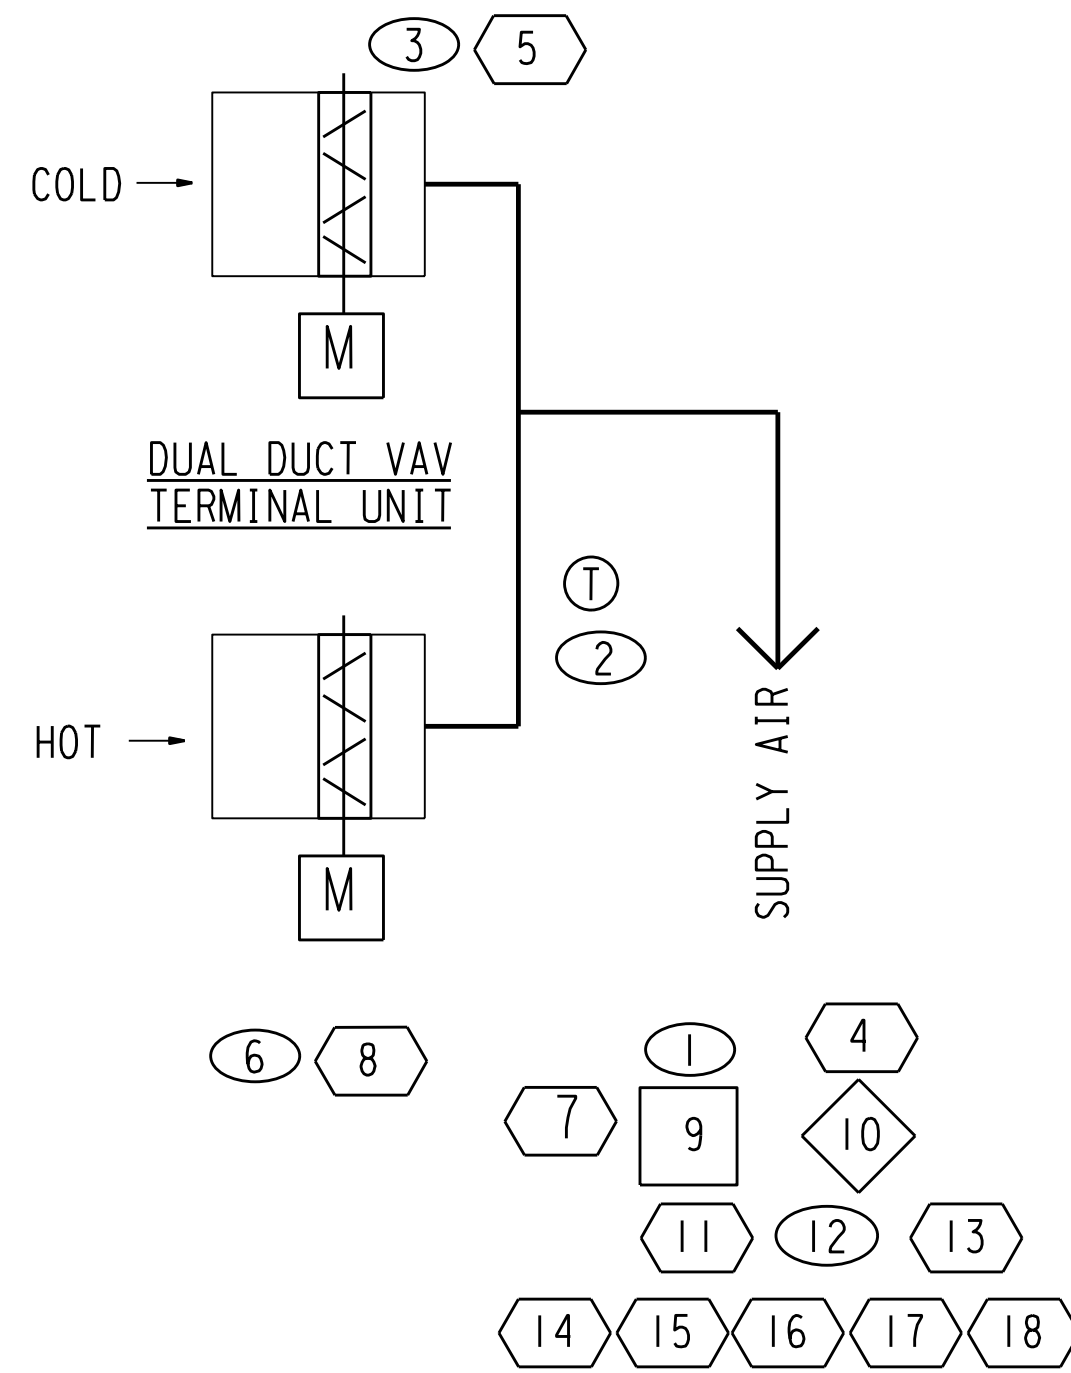 3 5
COLD
M
DUAL DUCT VAV
TERMINAL UNIT
T
2
HOT
SUPPLY AIR
M
6 8
1 4
7 9 10
11 12 13
14 15 16 17 18